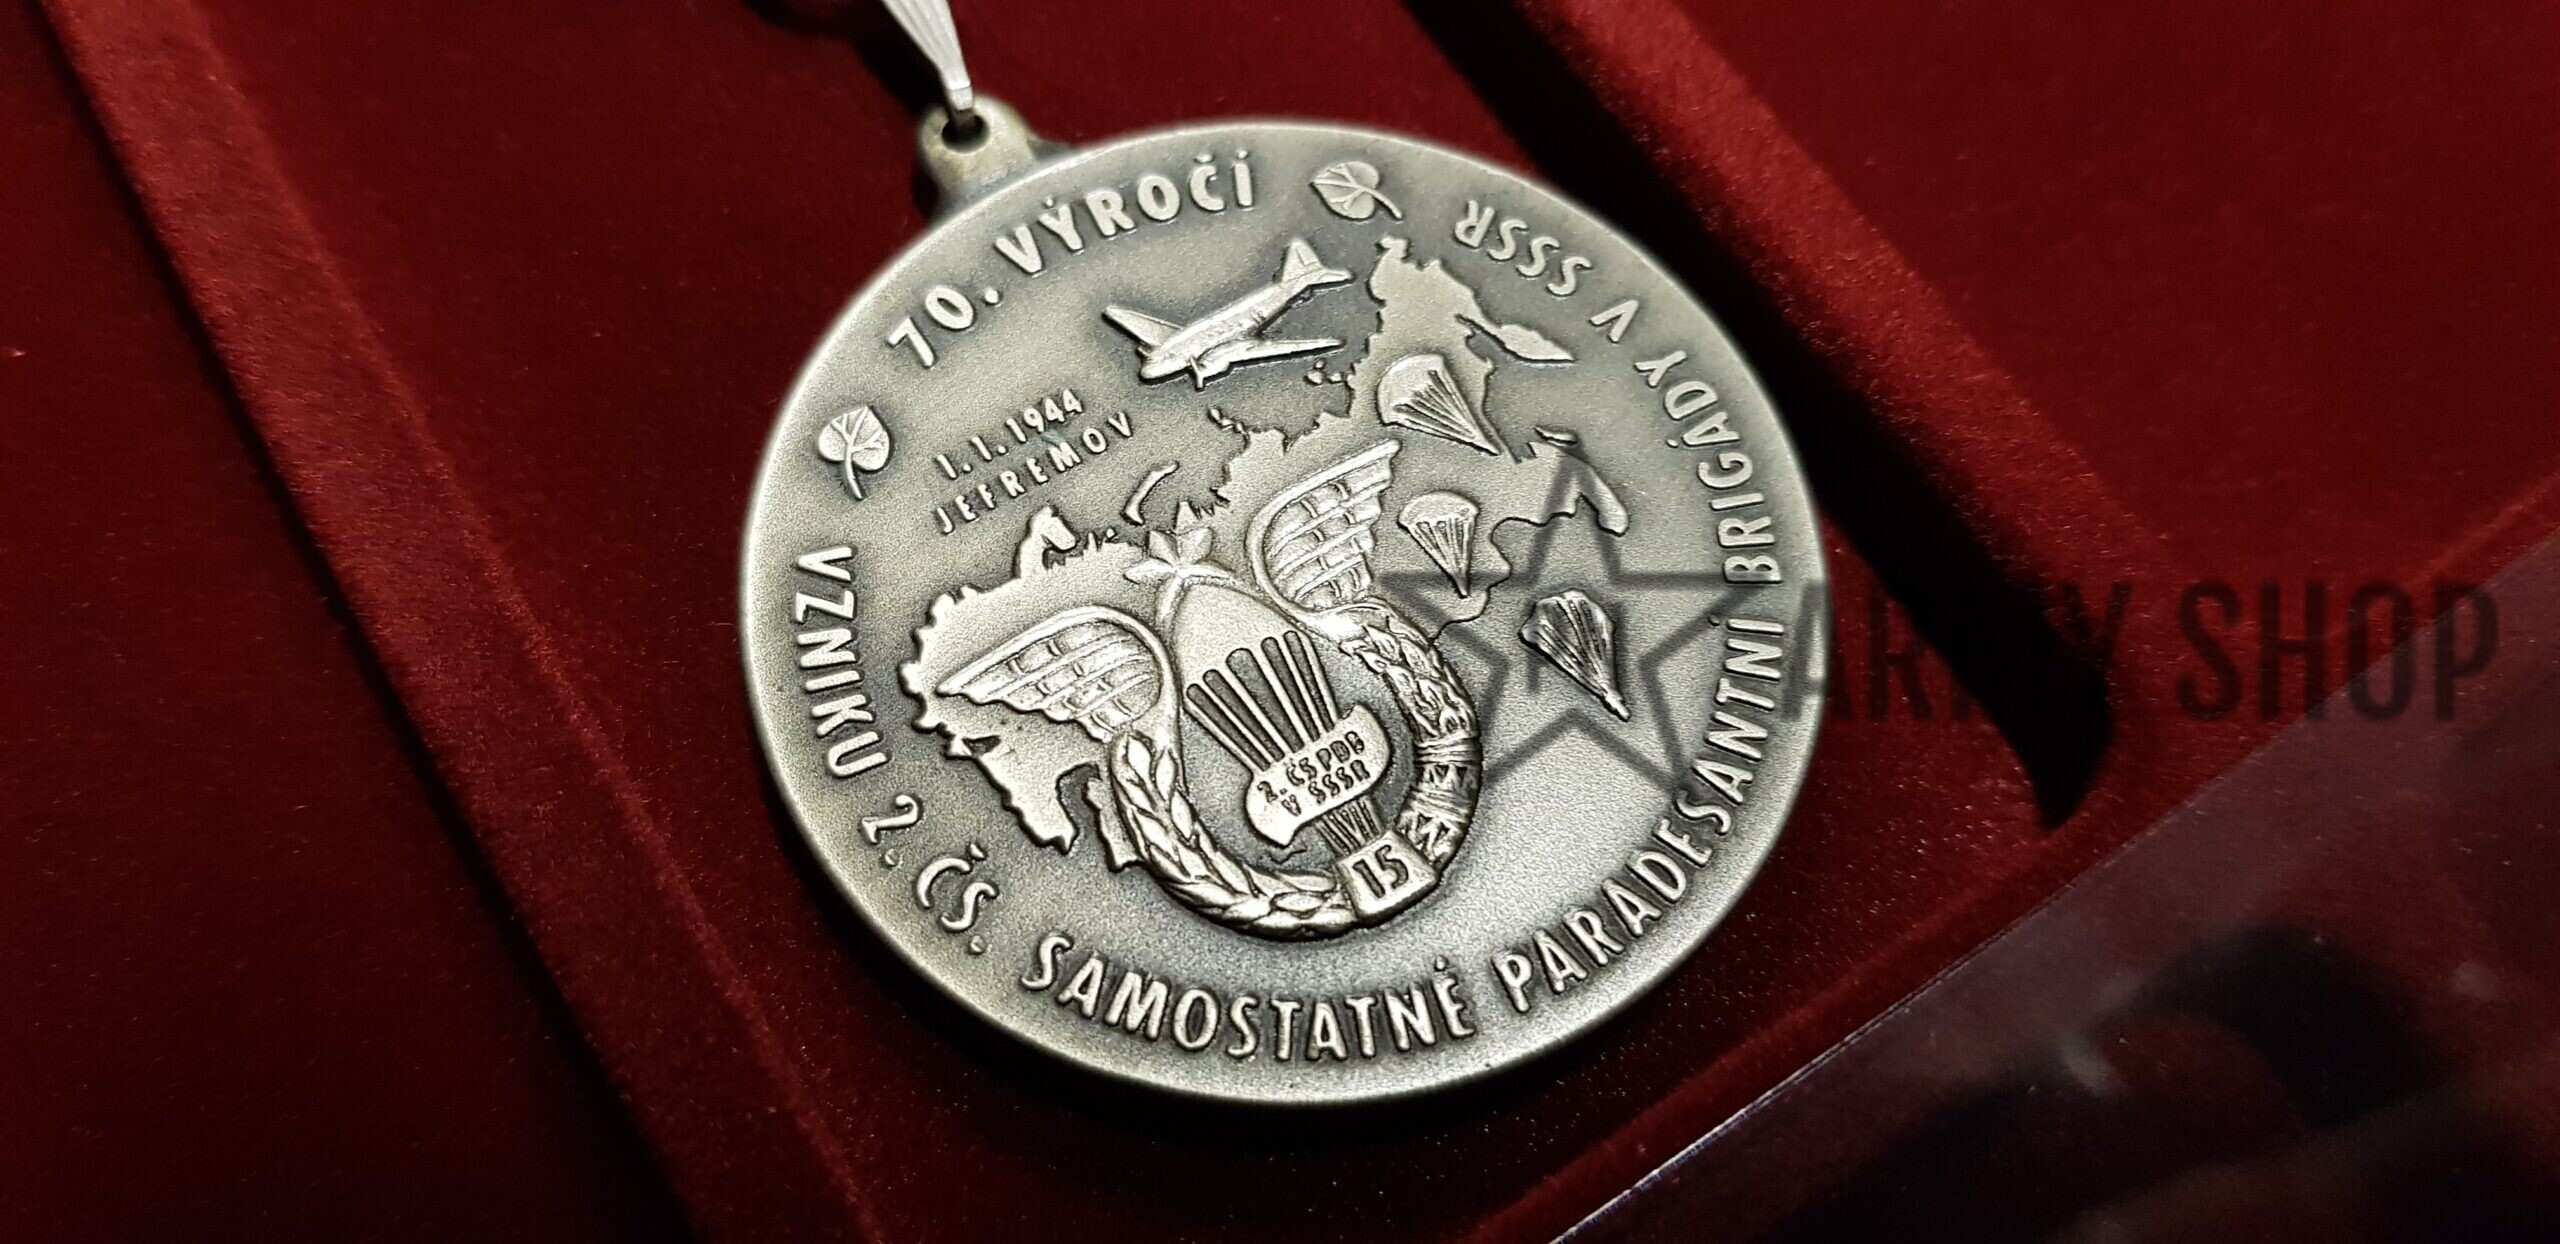 70. VÝROČÍ
VZNIKU 2. ČS. SAMOSTATNÉ PARADESANTNÍ BRIGÁDY V SSSR
1.1.1944
JEFREMOV
2. ČS PDB
V SSSR
15
ARMY SHOP